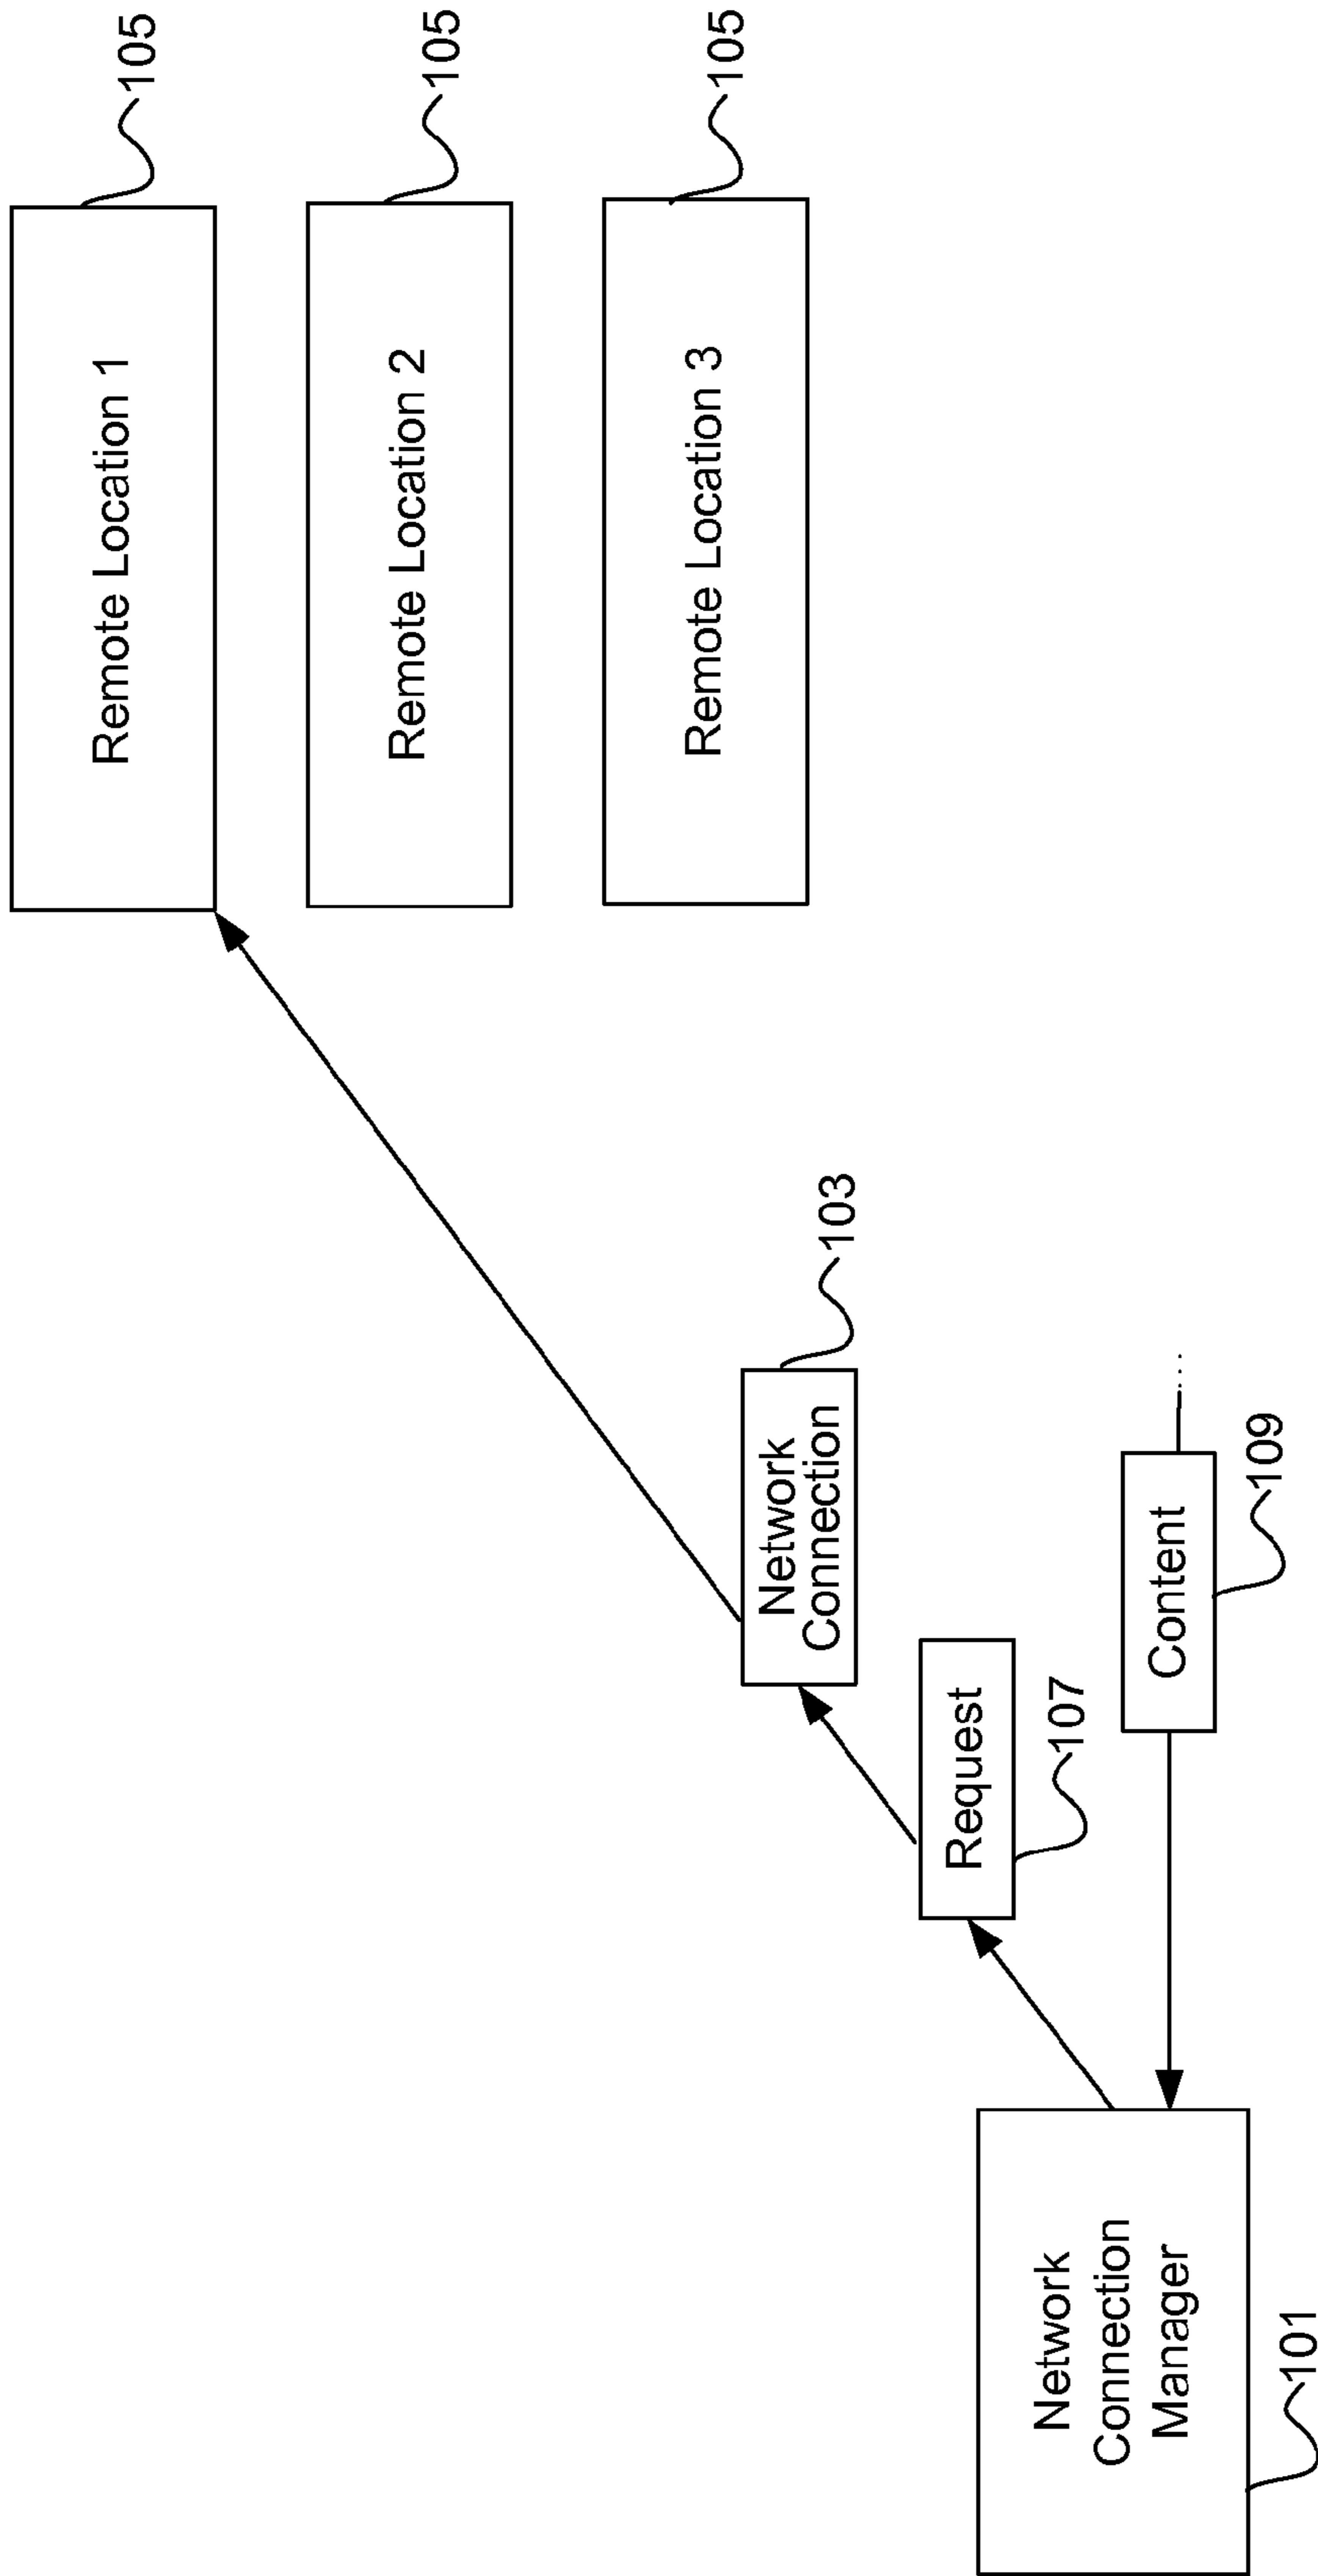 Remote Location 1
105
Remote Location 2
105
Remote Location 3
105
Network
Connection
103
Request
107
Content
...
109
Network
Connection
Manager
101